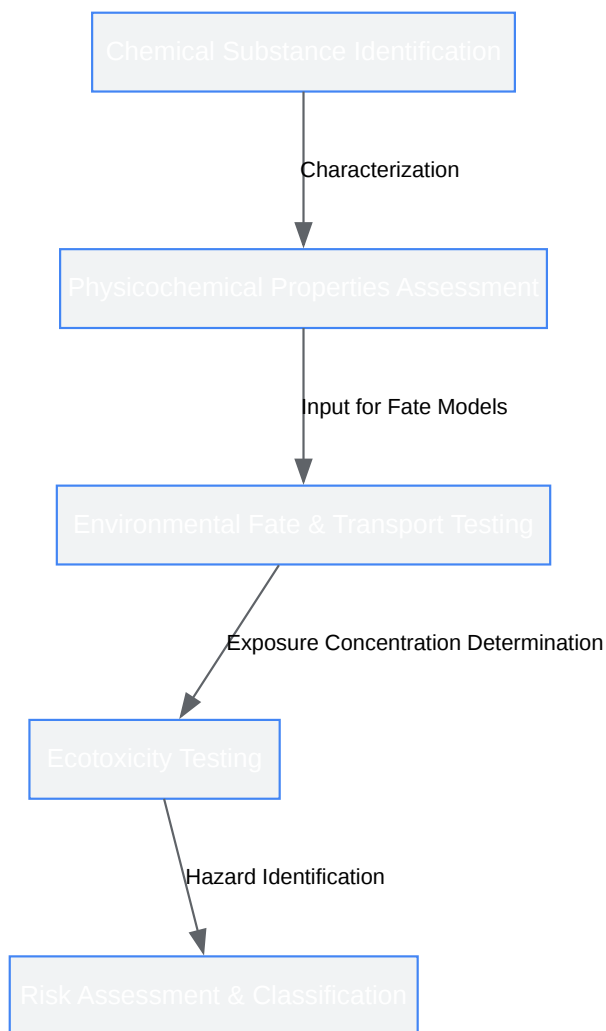 Chemical Substance Identification
Characterization
Physicochemical Properties Assessment
Input for Fate Models
Environmental Fate & Transport Testing
Exposure Concentration Determination
Ecotoxicity Testing
Hazard Identification
Risk Assessment & Classification